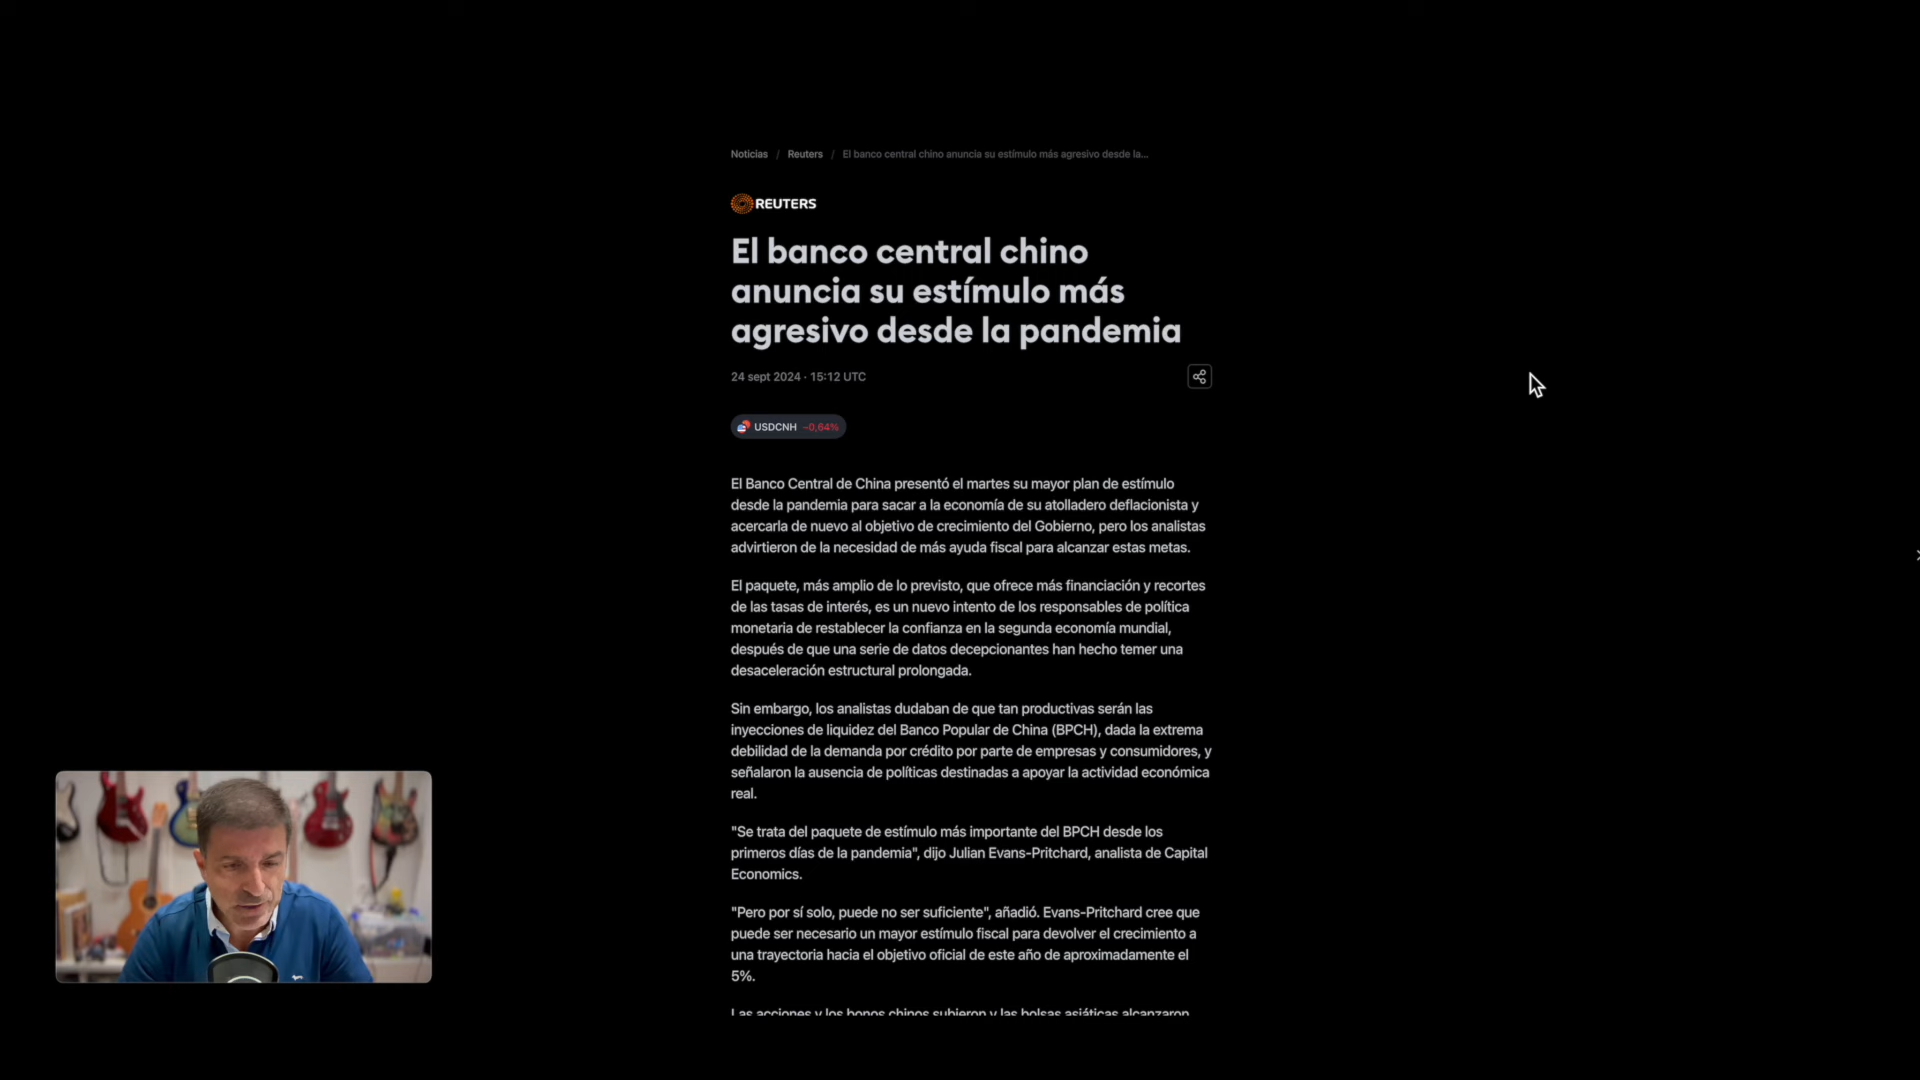 Noticias / Reuters / El banco central chino anuncia su estímulo más agresivo desde la...
REUTERS
El banco central chino
anuncia su estímulo más
agresivo desde la pandemia
24 sept 2024 · 15:12 UTC
USDCNH −0,64%
El Banco Central de China presentó el martes su mayor plan de estímulo
desde la pandemia para sacar a la economía de su atolladero deflacionista y
acercarla de nuevo al objetivo de crecimiento del Gobierno, pero los analistas
advirtieron de la necesidad de más ayuda fiscal para alcanzar estas metas.
El paquete, más amplio de lo previsto, que ofrece más financiación y recortes
de las tasas de interés, es un nuevo intento de los responsables de política
monetaria de restablecer la confianza en la segunda economía mundial,
después de que una serie de datos decepcionantes han hecho temer una
desaceleración estructural prolongada.
Sin embargo, los analistas dudaban de que tan productivas serán las
inyecciones de liquidez del Banco Popular de China (BPCH), dada la extrema
debilidad de la demanda por crédito por parte de empresas y consumidores, y
señalaron la ausencia de políticas destinadas a apoyar la actividad económica
real.
"Se trata del paquete de estímulo más importante del BPCH desde los
primeros días de la pandemia", dijo Julian Evans-Pritchard, analista de Capital
Economics.
"Pero por sí solo, puede no ser suficiente", añadió. Evans-Pritchard cree que
puede ser necesario un mayor estímulo fiscal para devolver el crecimiento a
una trayectoria hacia el objetivo oficial de este año de aproximadamente el
5%.
Las acciones y los bonos chinos subieron y las bolsas asiáticas alcanzaron